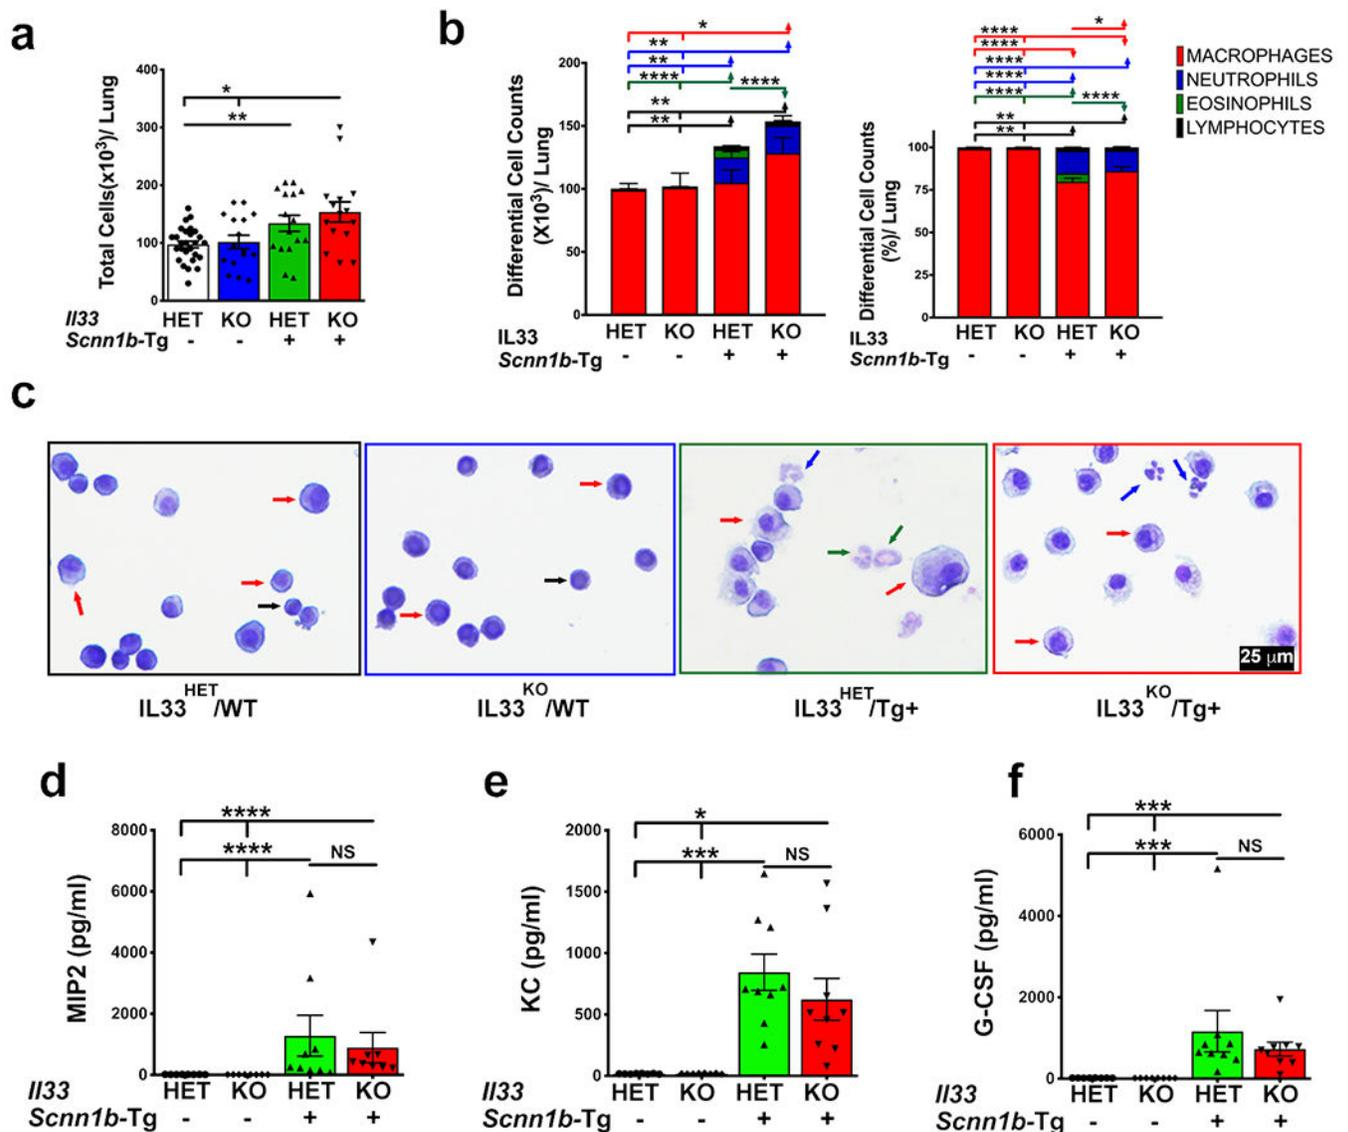 a
Total Cells(x10³)/ Lung
400
300
200
100
0
*
**
Il33 HET KO HET KO
Scnn1b-Tg - - + +
b
Differential Cell Counts
(X10³)/ Lung
200
150
100
50
0
*
**
**
**** ****
**
**
HET KO HET KO
IL33
Scnn1b-Tg - - + +
Differential Cell Counts
(%)/ Lung
100
75
50
25
0
*
****
****
****
****
**** ****
**
**
HET KO HET KO
IL33
Scnn1b-Tg - - + +
MACROPHAGES
NEUTROPHILS
EOSINOPHILS
LYMPHOCYTES
c
25 µm
IL33HET/WT IL33KO/WT IL33HET/Tg+ IL33KO/Tg+
d
MIP2 (pg/ml)
8000
6000
4000
2000
0
****
**** NS
Il33 HET KO HET KO
Scnn1b-Tg - - + +
e
KC (pg/ml)
2000
1500
1000
500
0
*
*** NS
Il33 HET KO HET KO
Scnn1b-Tg - - + +
f
G-CSF (pg/ml)
6000
4000
2000
0
***
*** NS
Il33 HET KO HET KO
Scnn1b-Tg - - + +